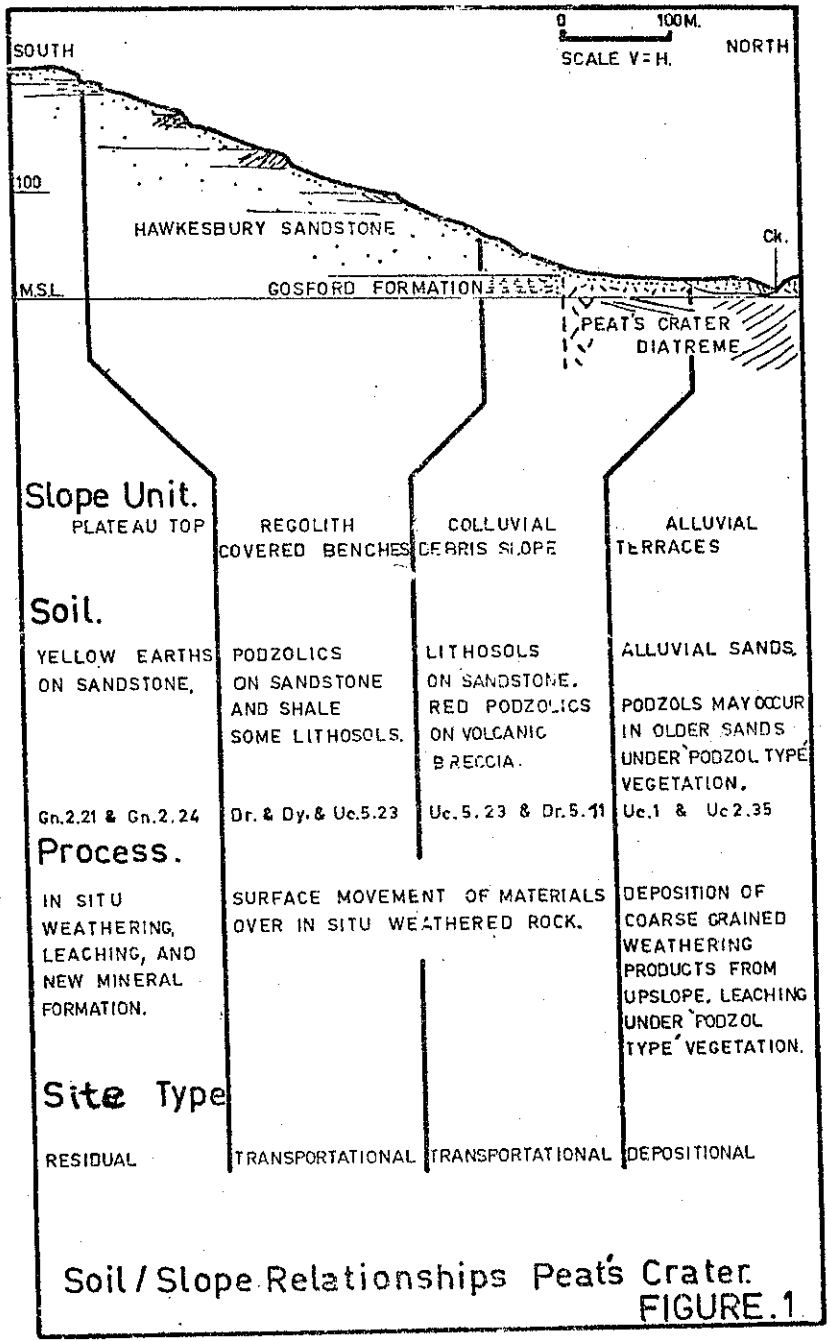 0 100M.
SCALE V=H.
SOUTH
NORTH
100
HAWKESBURY SANDSTONE
Ck.
M.S.L.
GOSFORD FORMATION
PEAT'S CRATER
DIATREME
Slope Unit.
PLATEAU TOP
REGOLITH
COVERED BENCHES
COLLUVIAL
DEBRIS SLOPE
ALLUVIAL
TERRACES
Soil.
YELLOW EARTHS
ON SANDSTONE.
PODZOLICS
ON SANDSTONE
AND SHALE
SOME LITHOSOLS.
LITHOSOLS
ON SANDSTONE.
RED PODZOLICS
ON VOLCANIC
BRECCIA.
ALLUVIAL SANDS.
PODZOLS MAY OCCUR
IN OLDER SANDS
UNDER 'PODZOL TYPE'
VEGETATION.
Gn.2.21 & Gn.2.24
Dr. & Dy. & Uc.5.23
Uc.5.23 & Dr.5.11
Uc.1 & Uc2.35
Process.
IN SITU
WEATHERING,
LEACHING, AND
NEW MINERAL
FORMATION.
SURFACE MOVEMENT OF MATERIALS
OVER IN SITU WEATHERED ROCK.
DEPOSITION OF
COARSE GRAINED
WEATHERING
PRODUCTS FROM
UPSLOPE. LEACHING
UNDER 'PODZOL
TYPE' VEGETATION.
Site Type
RESIDUAL
TRANSPORTATIONAL
TRANSPORTATIONAL
DEPOSITIONAL
Soil / Slope Relationships Peat's Crater.
FIGURE.1